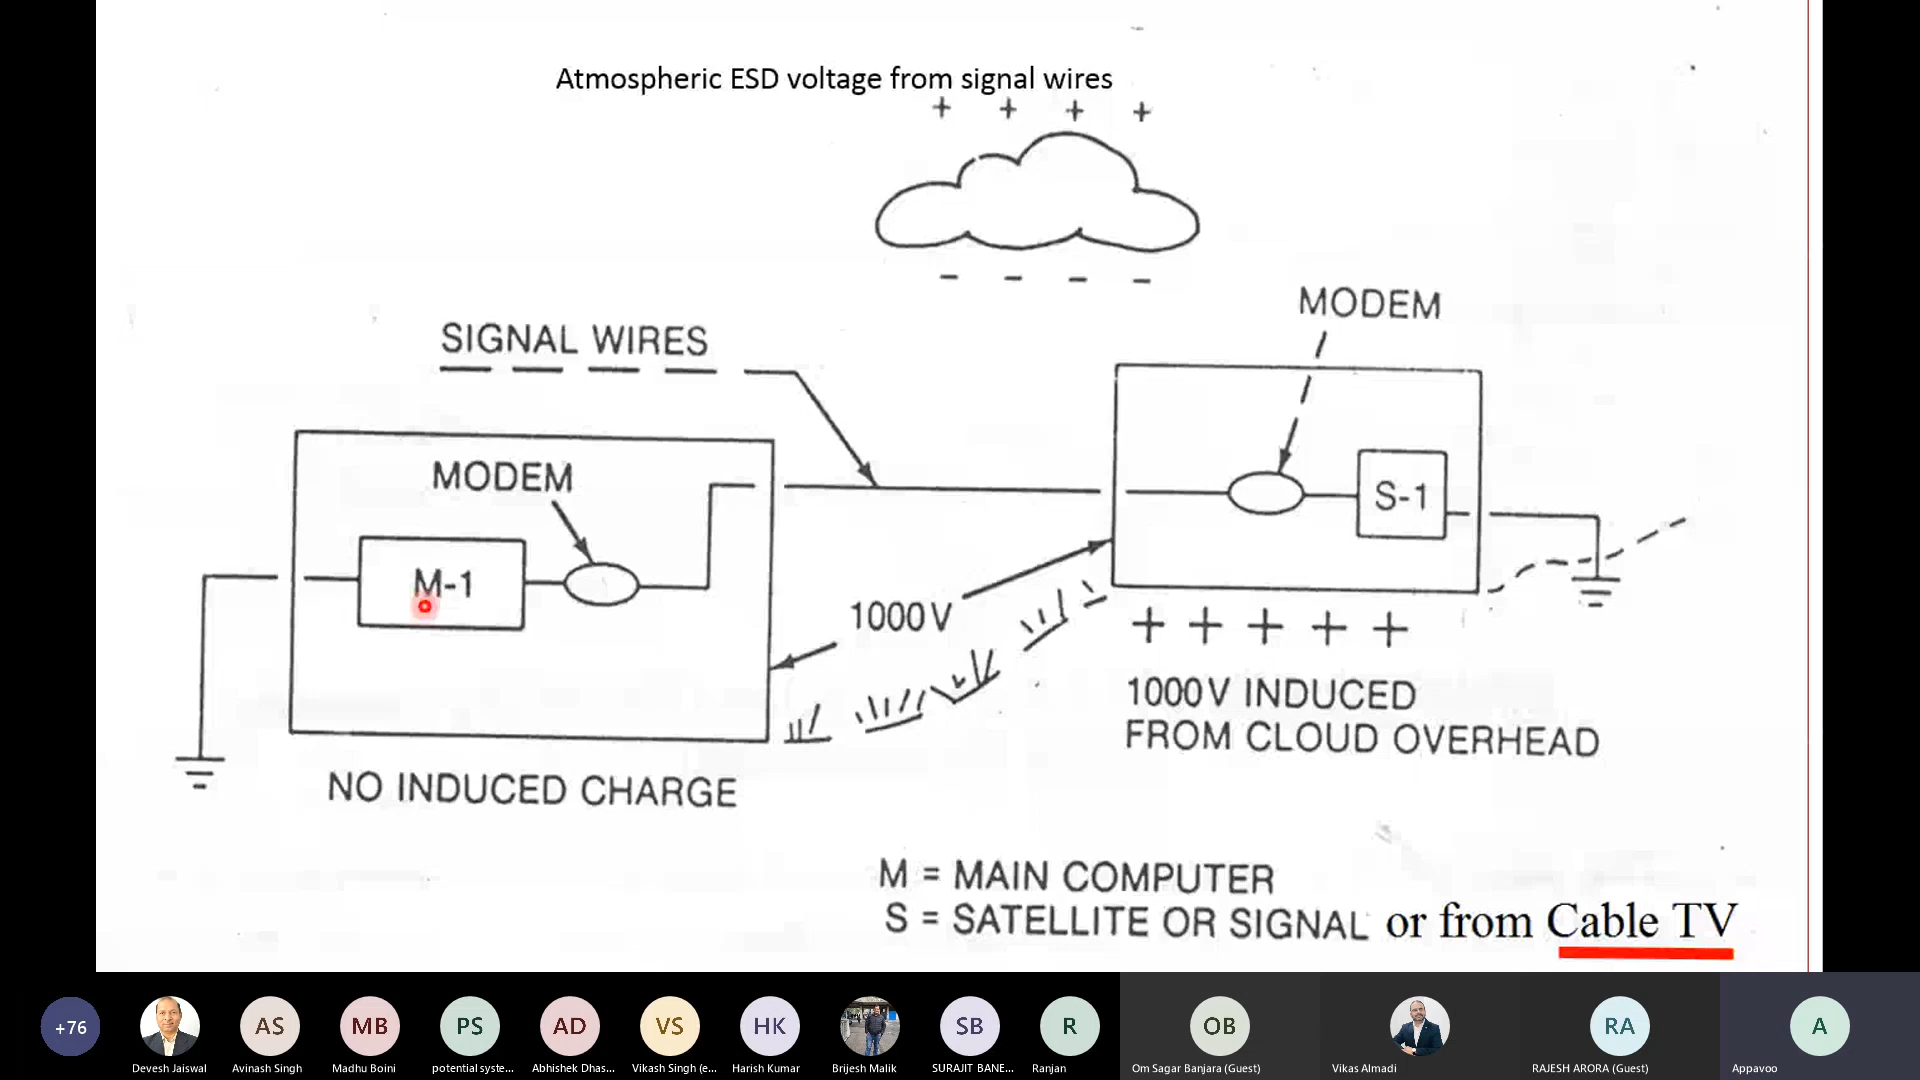 Atmospheric ESD voltage from signal wires
+ + + +
- - - -
MODEM
SIGNAL WIRES
MODEM
S-1
M-1
1000V
+ + + + +
1000V INDUCED
FROM CLOUD OVERHEAD
NO INDUCED CHARGE
M = MAIN COMPUTER
S = SATELLITE OR SIGNAL or from Cable TV
+76
AS
MB
PS
AD
VS
HK
SB
R
OB
RA
A
Devesh Jaiswal
Avinash Singh
Madhu Boini
potential syste...
Abhishek Dhas...
Vikash Singh (e...
Harish Kumar
Brijesh Malik
SURAJIT BANE...
Ranjan
Om Sagar Banjara (Guest)
Vikas Almadi
RAJESH ARORA (Guest)
Appavoo